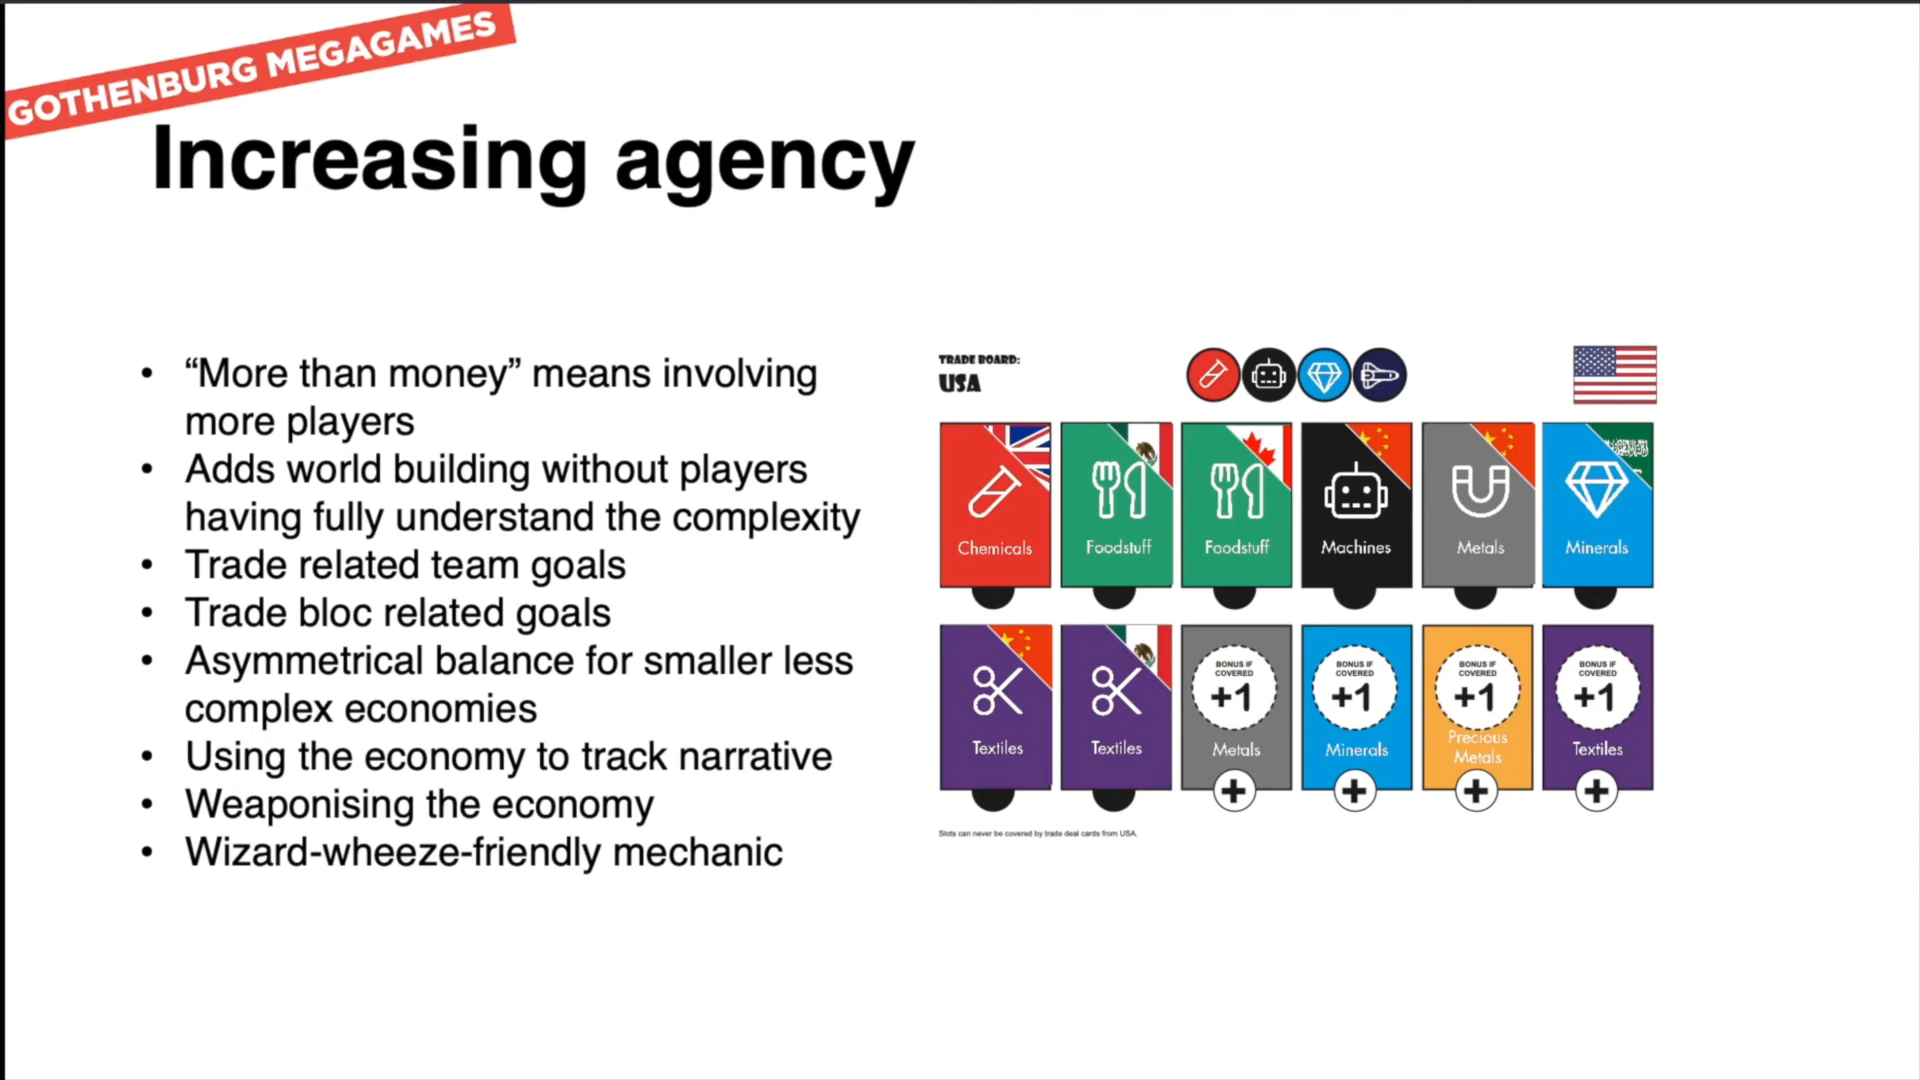 GOTHENBURG MEGAGAMES
Increasing agency
• “More than money” means involving
more players
• Adds world building without players
having fully understand the complexity
• Trade related team goals
• Trade bloc related goals
• Asymmetrical balance for smaller less
complex economies
• Using the economy to track narrative
• Weaponising the economy
• Wizard-wheeze-friendly mechanic
TRADE BOARD:
USA
Chemicals
Foodstuff
Foodstuff
Machines
Metals
Minerals
Textiles
Textiles
BONUS IF
COVERED
+1
Metals
BONUS IF
COVERED
+1
Minerals
BONUS IF
COVERED
+1
Precious
Metals
BONUS IF
COVERED
+1
Textiles
Slots can never be covered by trade deal cards from USA.